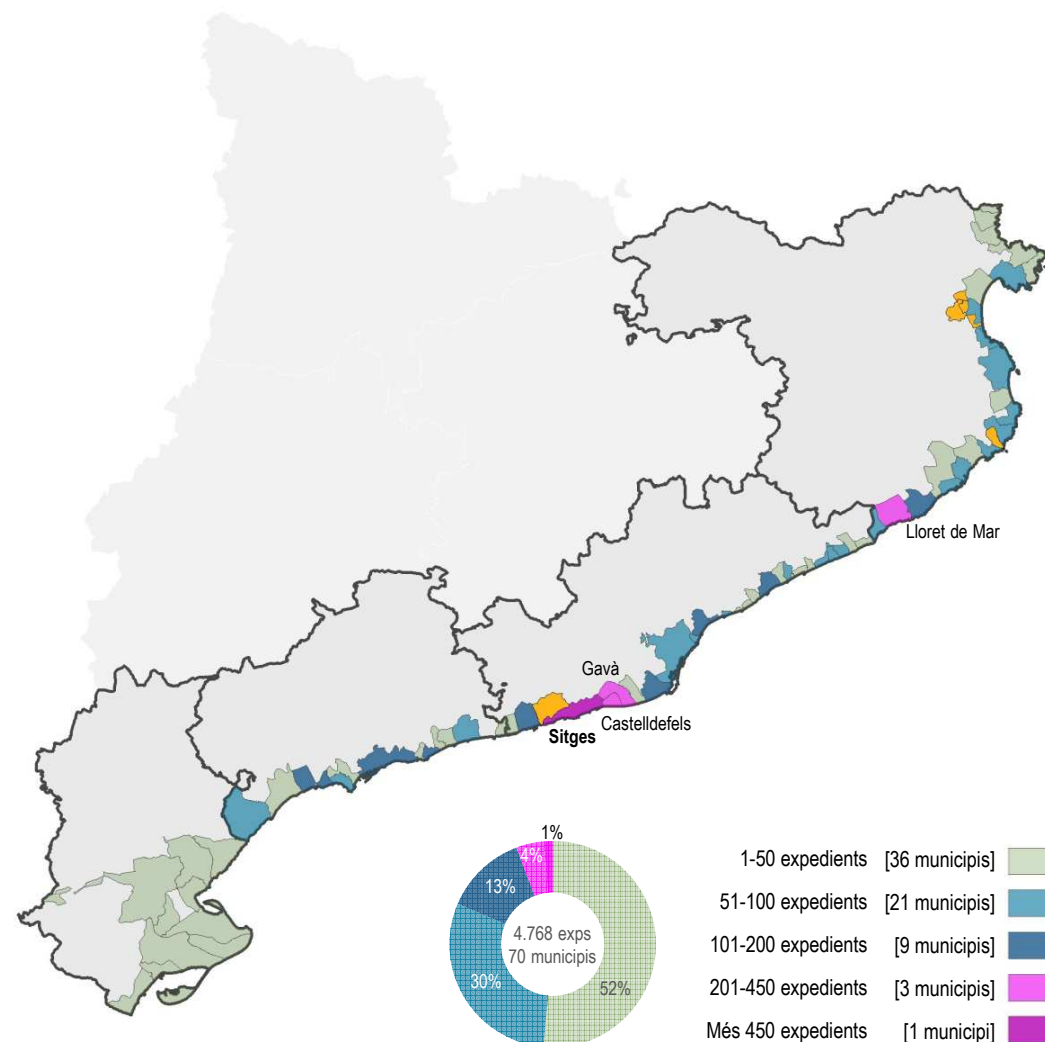 Lloret de Mar
Gavà
Castelldefels
Sitges
1%
4%
13%
4.768 exps
70 municipis
30%
52%
1-50 expedients [36 municipis]
51-100 expedients [21 municipis]
101-200 expedients [9 municipis]
201-450 expedients [3 municipis]
Més 450 expedients [1 municipi]